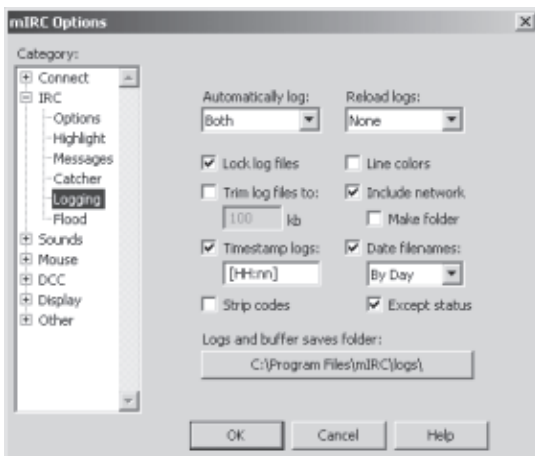 mIRC Options
Category:
Connect
IRC
Options
Highlight
Messages
Catcher
Logging
Flood
Sounds
Mouse
DCC
Display
Other
Automatically log:
Reload logs:
Both
None
Lock log files
Line colors
Trim log files to:
Include network
100 kb
Make folder
Timestamp logs:
Date filenames:
[HH:nn]
By Day
Strip codes
Except status
Logs and buffer saves folder:
C:\Program Files\mIRC\logs\
OK
Cancel
Help